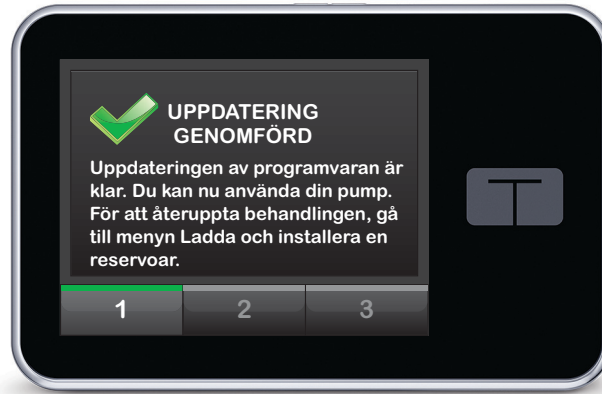 UPPDATERING
GENOMFÖRD
Uppdateringen av programvaran är
klar. Du kan nu använda din pump.
För att återuppta behandlingen, gå
till menyn Ladda och installera en
reservoar.
1 2 3